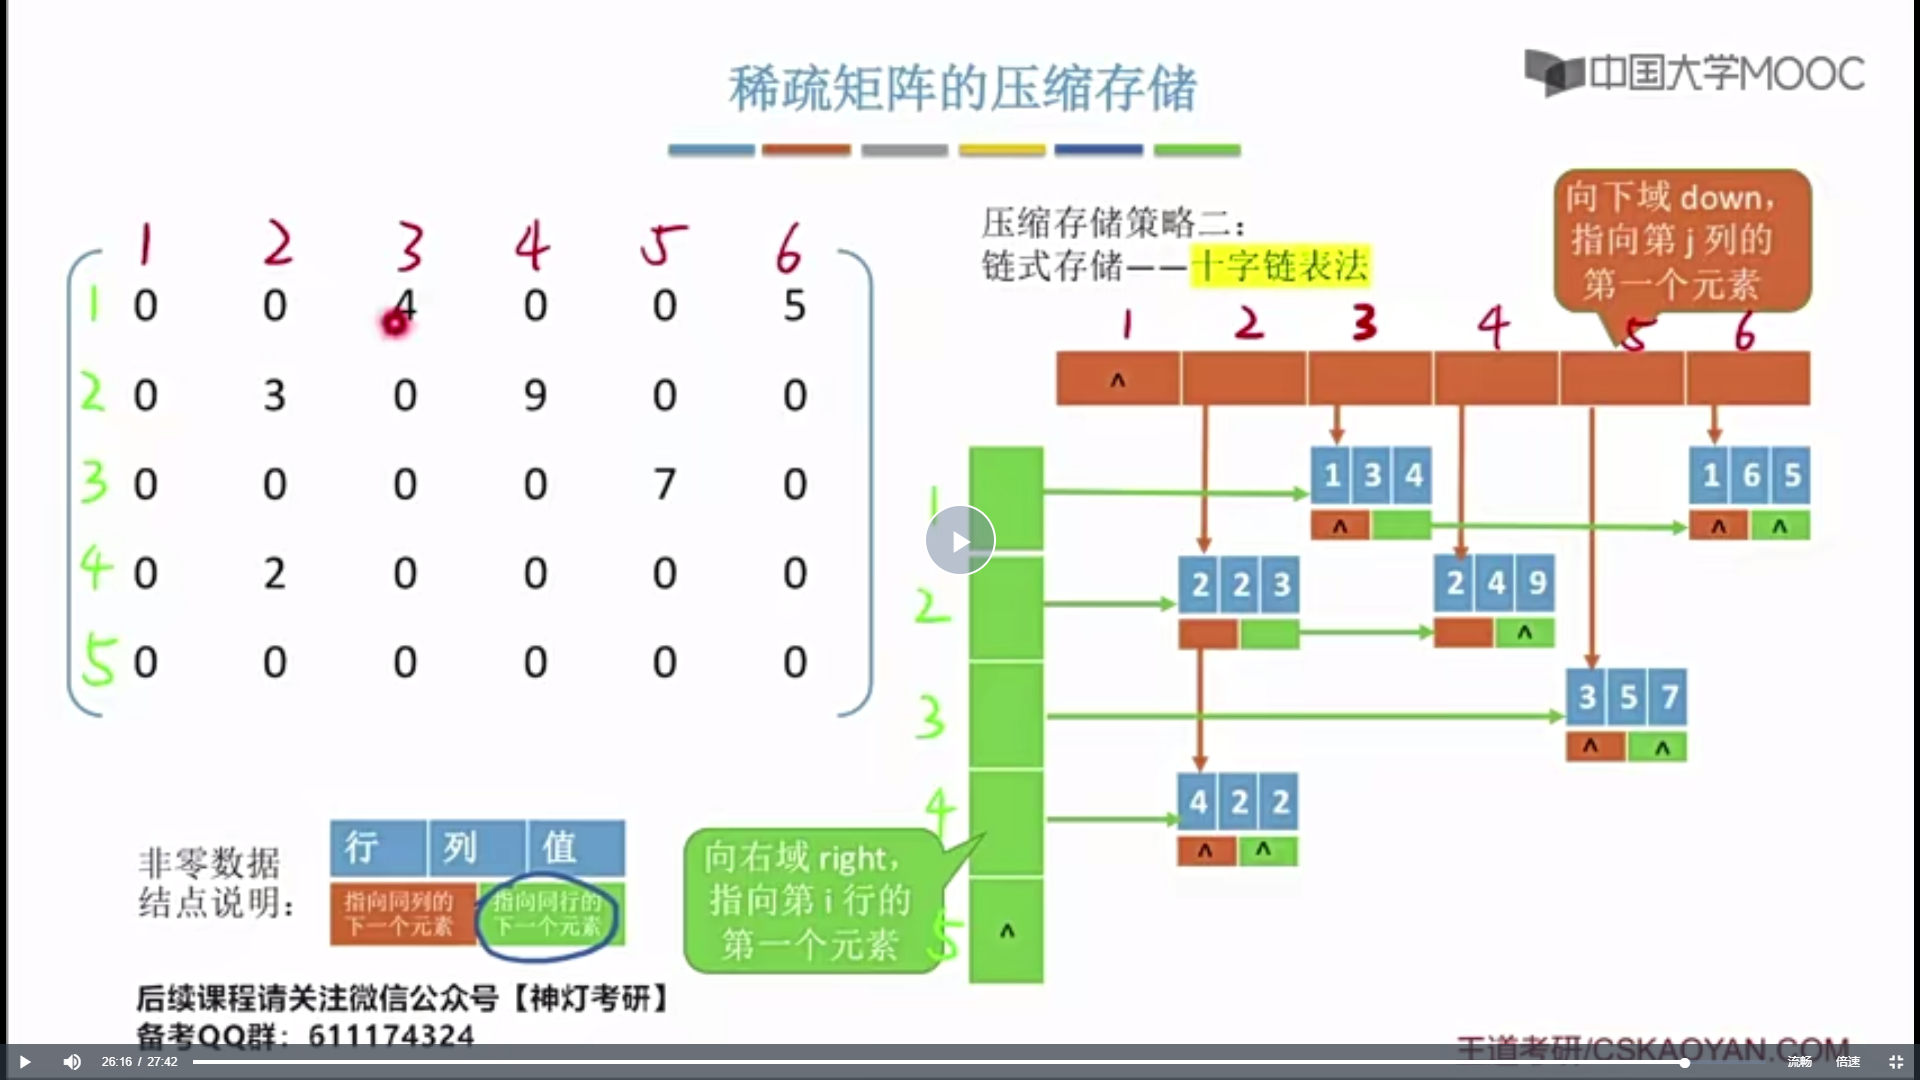 稀疏矩阵的压缩存储
中国大学MOOC
1 2 3 4 5 6
1 0 0 4 0 0 5
2 0 3 0 9 0 0
3 0 0 0 0 7 0
4 0 2 0 0 0 0
5 0 0 0 0 0 0
压缩存储策略二：
链式存储——十字链表法
向下域 down，
指向第 j 列的
第一个元素
1 2 3 4 5 6
^
1
1 3 4
^
1 6 5
^ ^
2
2 2 3
2 4 9
^
3
3 5 7
^ ^
4
4 2 2
^ ^
5
^
向右域 right，
指向第 i 行的
第一个元素
非零数据
结点说明：
行 列 值
指向同列的
下一个元素
指向同行的
下一个元素
后续课程请关注微信公众号【神灯考研】
备考QQ群：611174324
王道考研/CSKAOYAN.COM
26:16 / 27:42
流畅 倍速